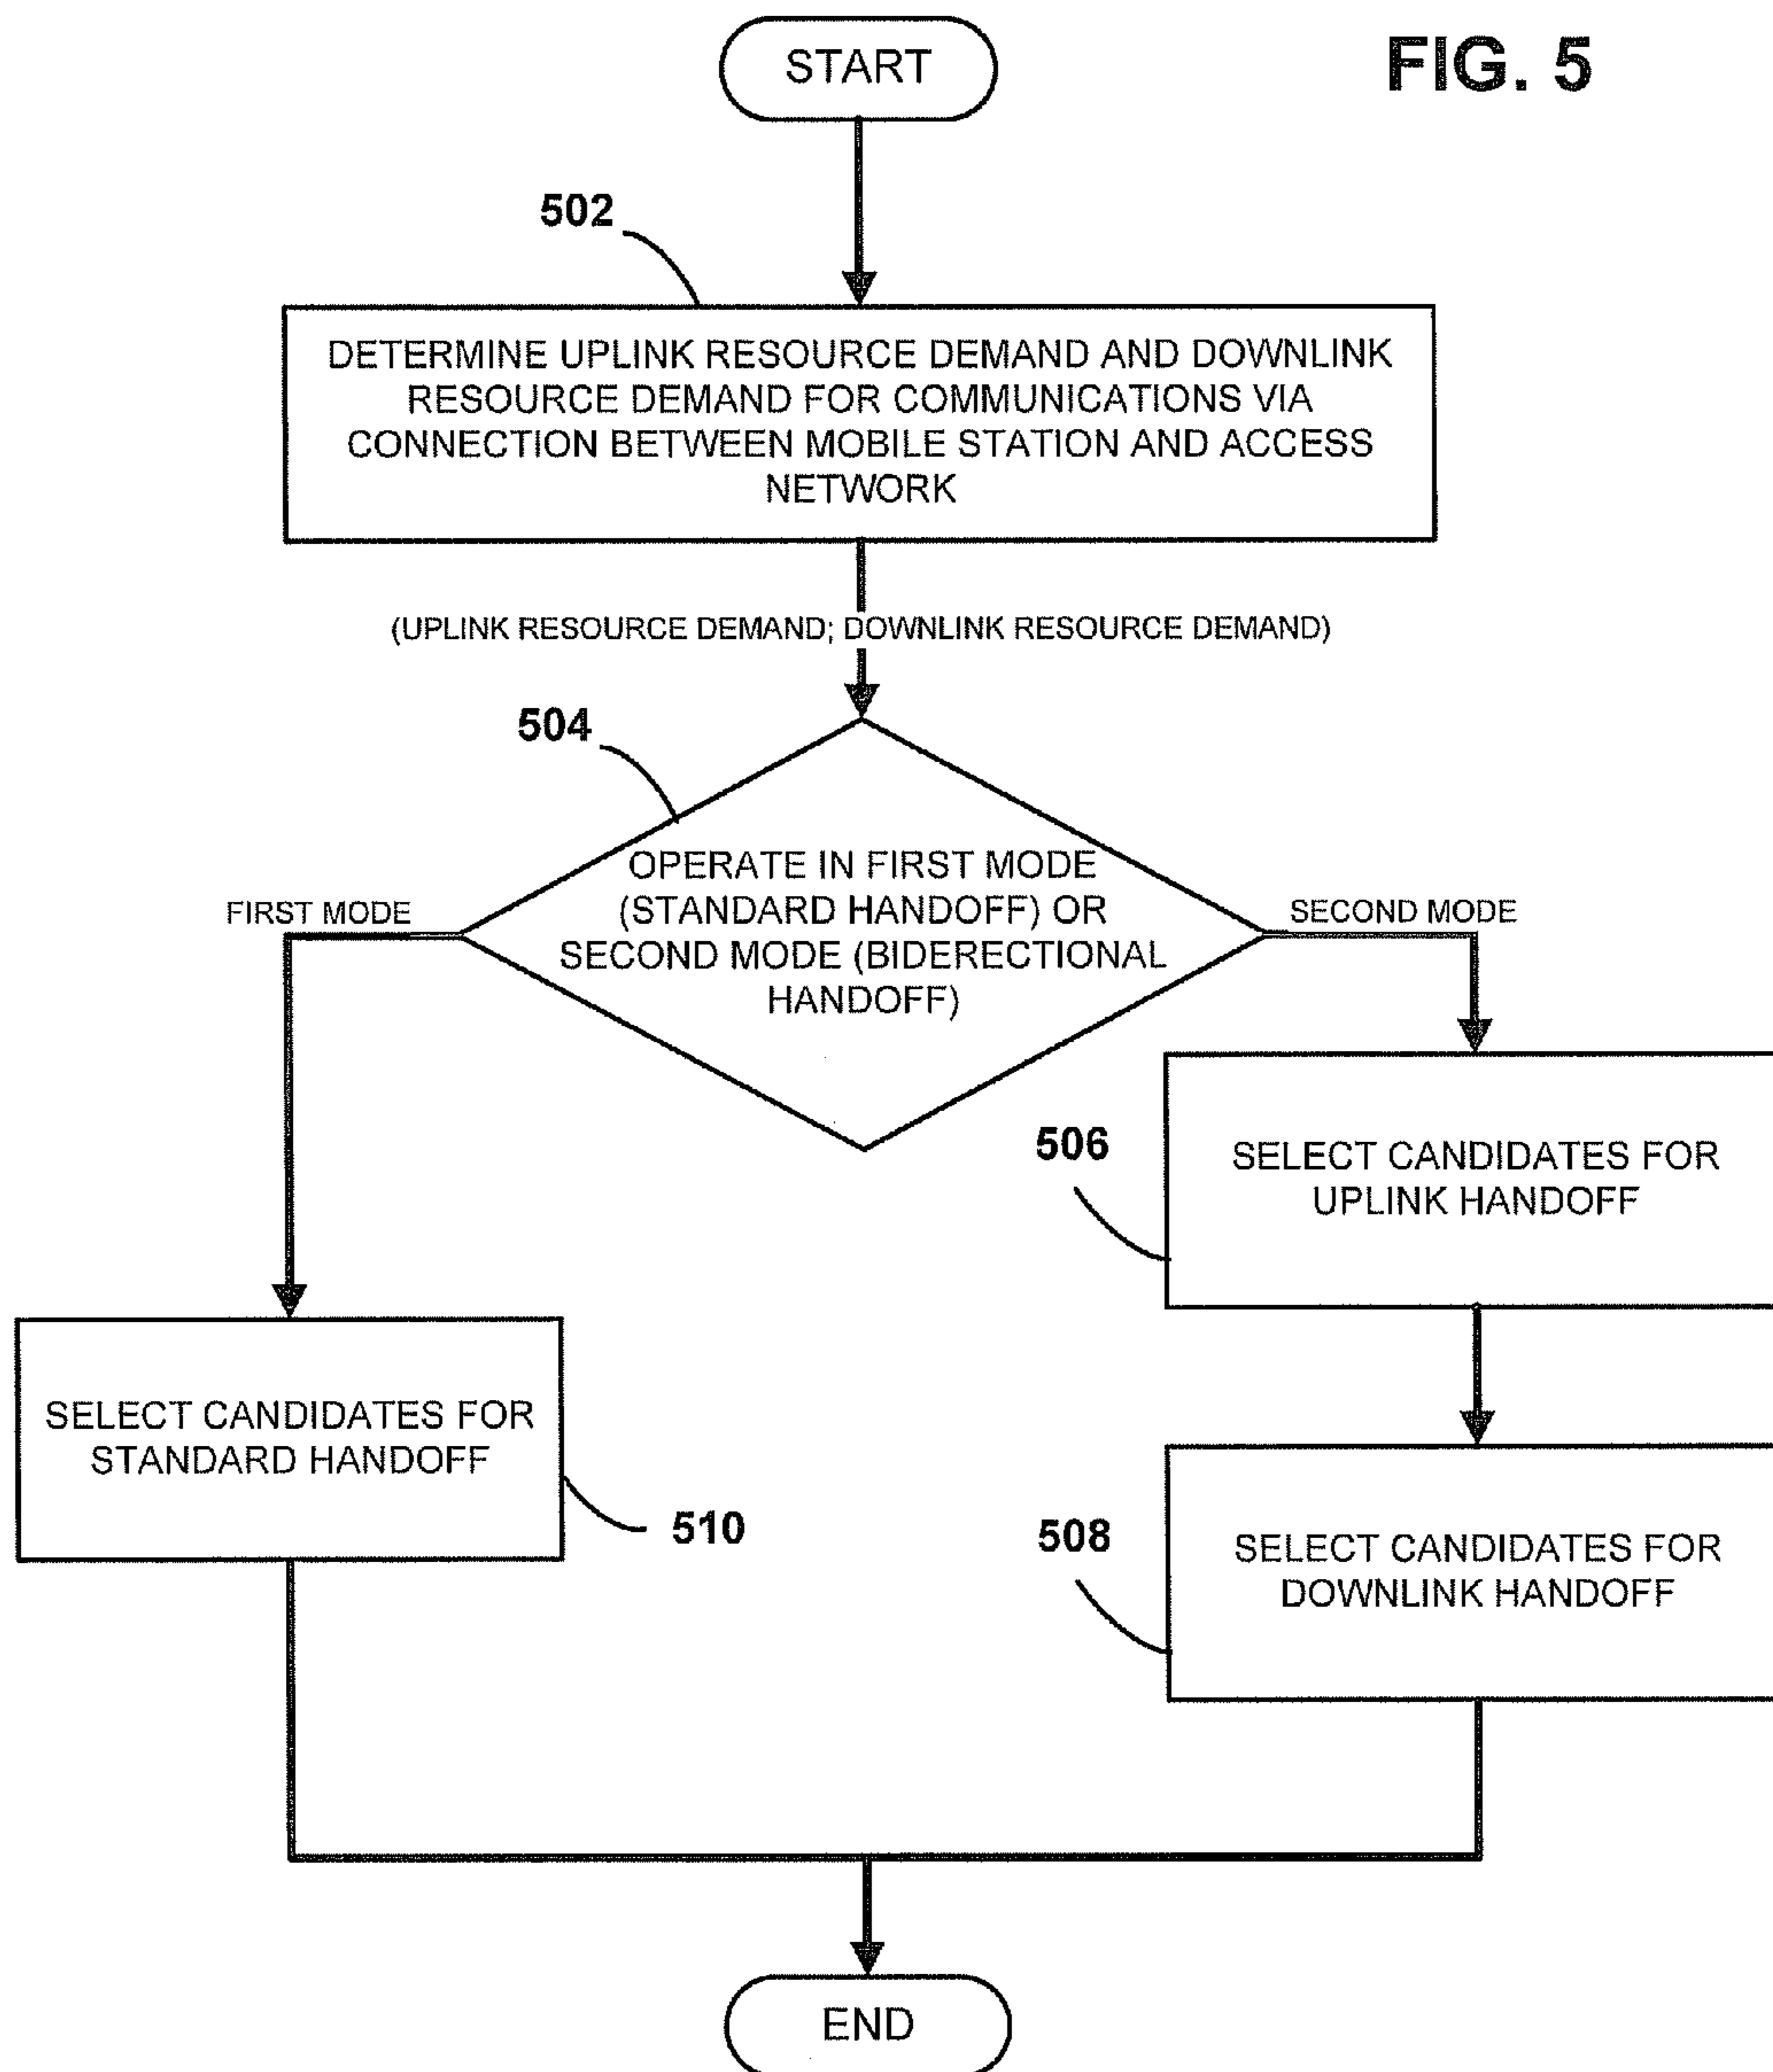 START
FIG. 5
502
DETERMINE UPLINK RESOURCE DEMAND AND DOWNLINK
RESOURCE DEMAND FOR COMMUNICATIONS VIA
CONNECTION BETWEEN MOBILE STATION AND ACCESS
NETWORK
(UPLINK RESOURCE DEMAND; DOWNLINK RESOURCE DEMAND)
504
OPERATE IN FIRST MODE
(STANDARD HANDOFF) OR
SECOND MODE (BIDERECTIONAL
HANDOFF)
FIRST MODE
SECOND MODE
506
SELECT CANDIDATES FOR
UPLINK HANDOFF
SELECT CANDIDATES FOR
STANDARD HANDOFF
510
508
SELECT CANDIDATES FOR
DOWNLINK HANDOFF
END